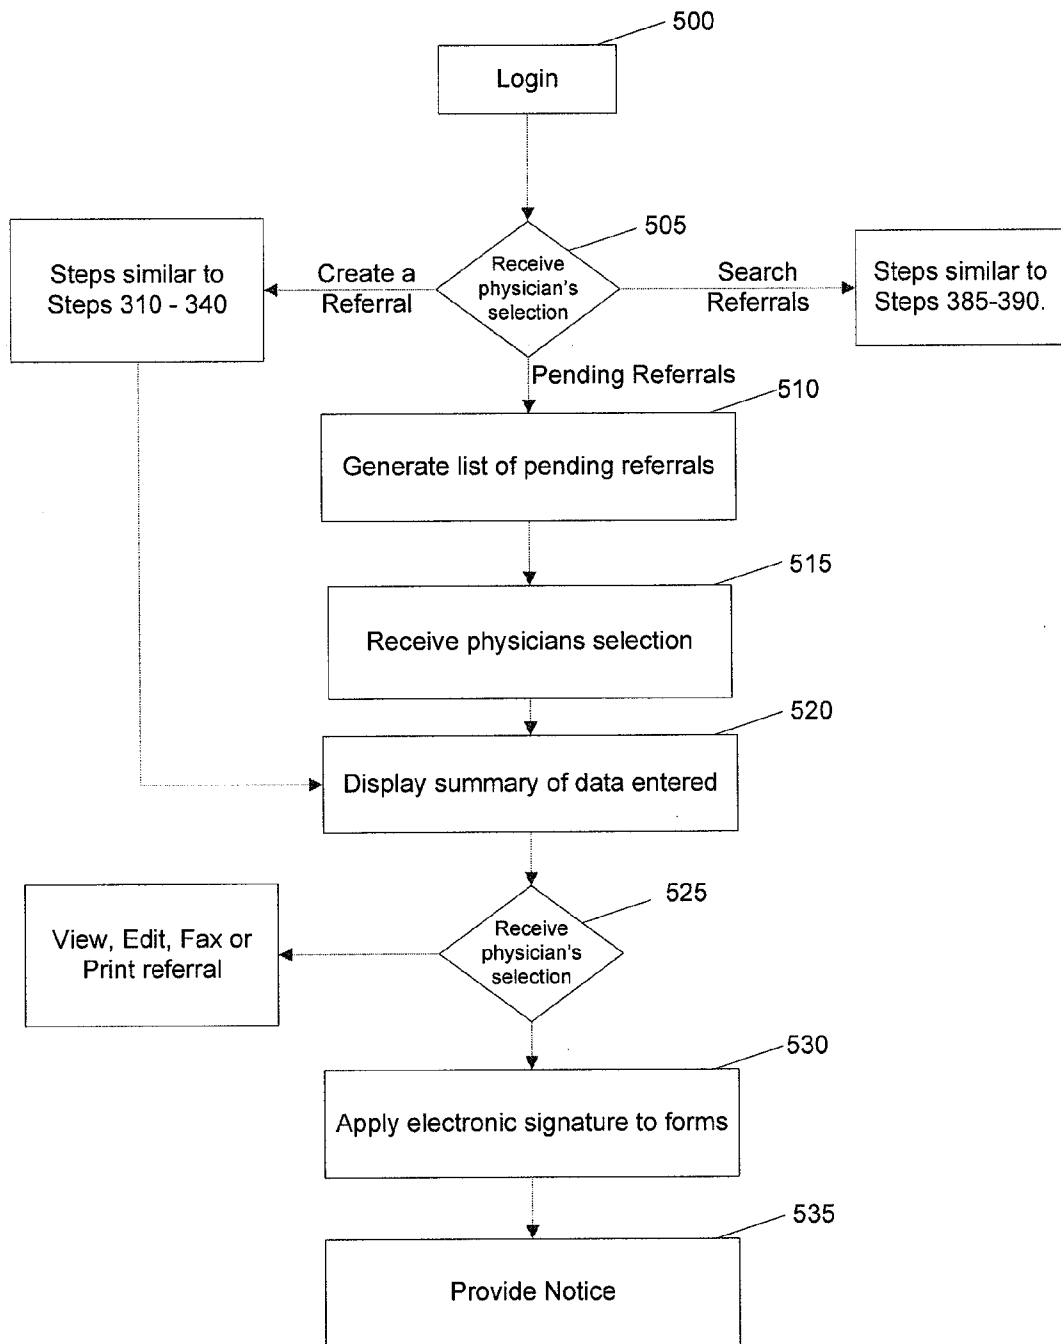 500
Login
505
Receive
physician's
selection
Create a
Referral
Steps similar to
Steps 310 - 340
Search
Referrals
Steps similar to
Steps 385-390.
Pending Referrals
510
Generate list of pending referrals
515
Receive physicians selection
520
Display summary of data entered
525
Receive
physician's
selection
View, Edit, Fax or
Print referral
530
Apply electronic signature to forms
535
Provide Notice